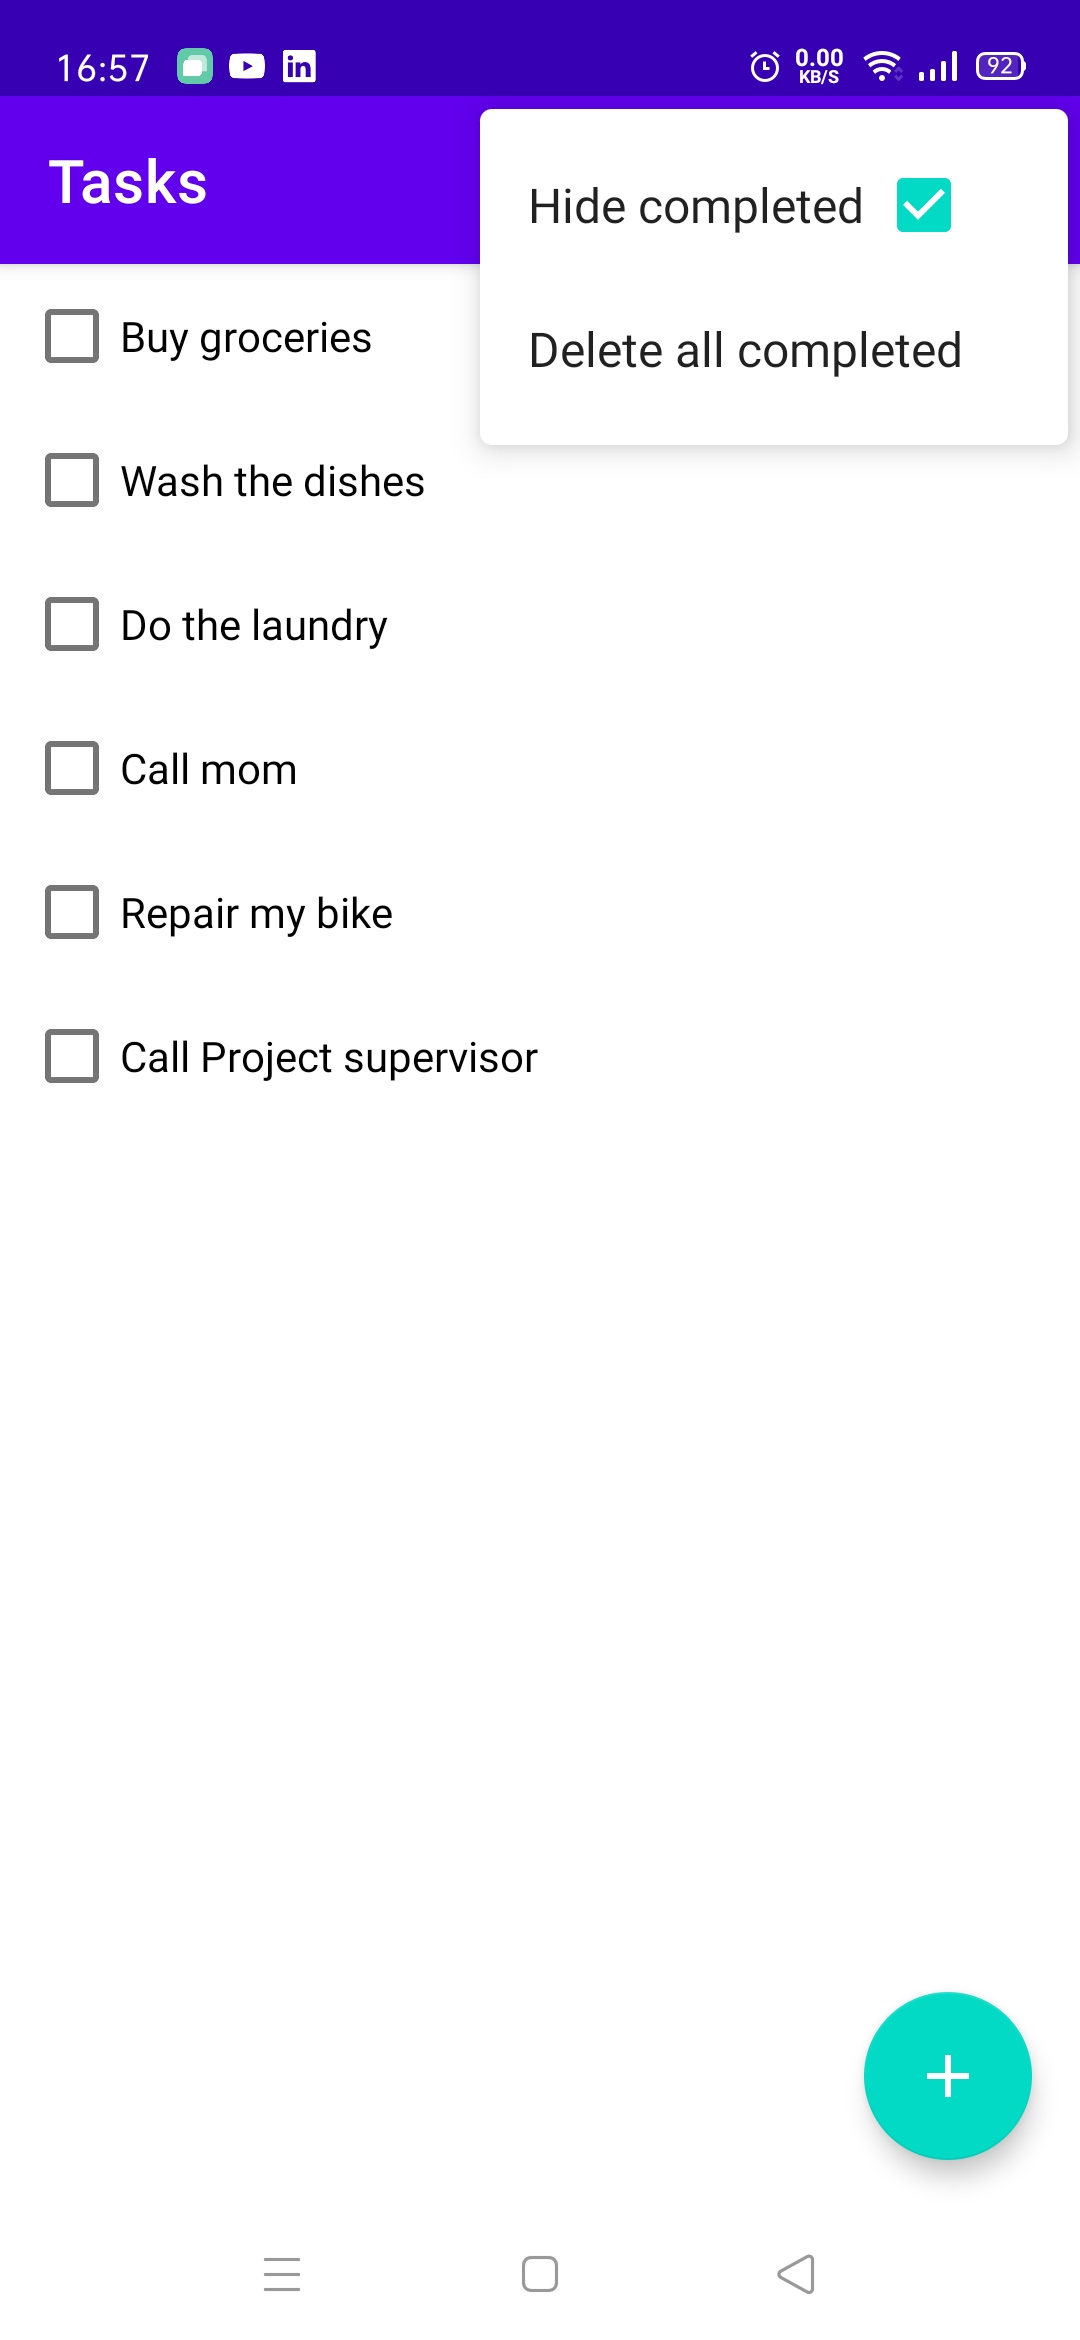 16:57 in 0.00 KB/S 92
Tasks
Hide completed
Delete all completed
Buy groceries
Wash the dishes
Do the laundry
Call mom
Repair my bike
Call Project supervisor